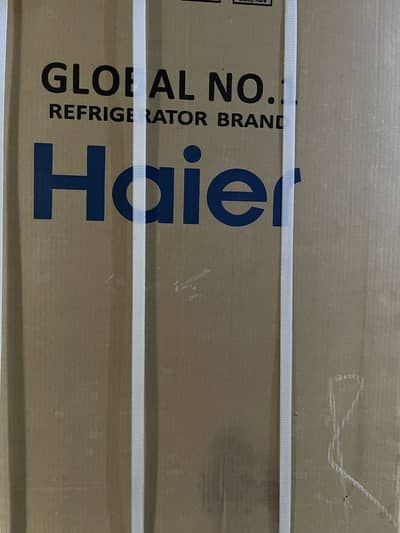 GLOBAL NO.1
REFRIGERATOR BRAND
Haier